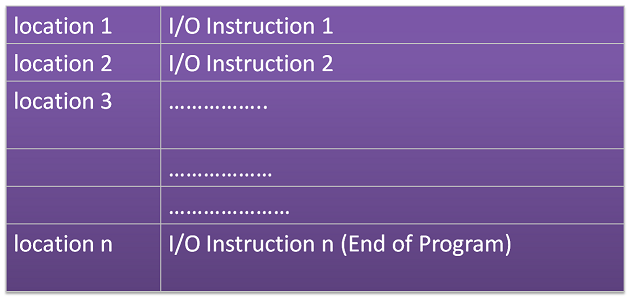 location 1 I/O Instruction 1
location 2 I/O Instruction 2
location 3 ……………..
………………
…………………
location n I/O Instruction n (End of Program)